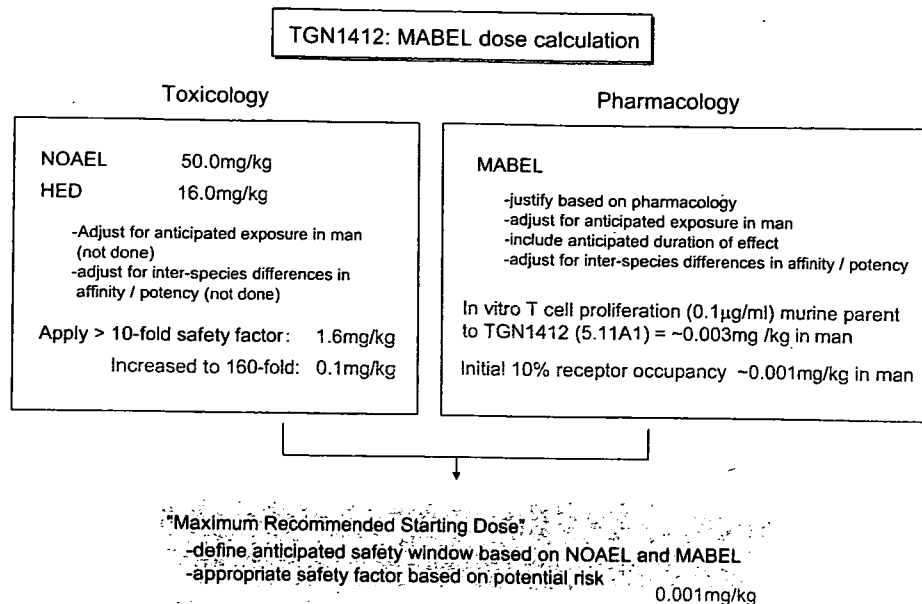 TGN1412: MABEL dose calculation
Toxicology
NOAEL 50.0mg/kg
HED 16.0mg/kg
-Adjust for anticipated exposure in man
(not done)
-adjust for inter-species differences in
affinity / potency (not done)
Apply > 10-fold safety factor: 1.6mg/kg
Increased to 160-fold: 0.1mg/kg
Pharmacology
MABEL
-justify based on pharmacology
-adjust for anticipated exposure in man
-include anticipated duration of effect
-adjust for inter-species differences in affinity / potency
In vitro T cell proliferation (0.1µg/ml) murine parent
to TGN1412 (5.11A1) = ~0.003mg /kg in man
Initial 10% receptor occupancy ~0.001mg/kg in man
"Maximum Recommended Starting Dose"
-define anticipated safety window based on NOAEL and MABEL
-appropriate safety factor based on potential risk
0.001mg/kg